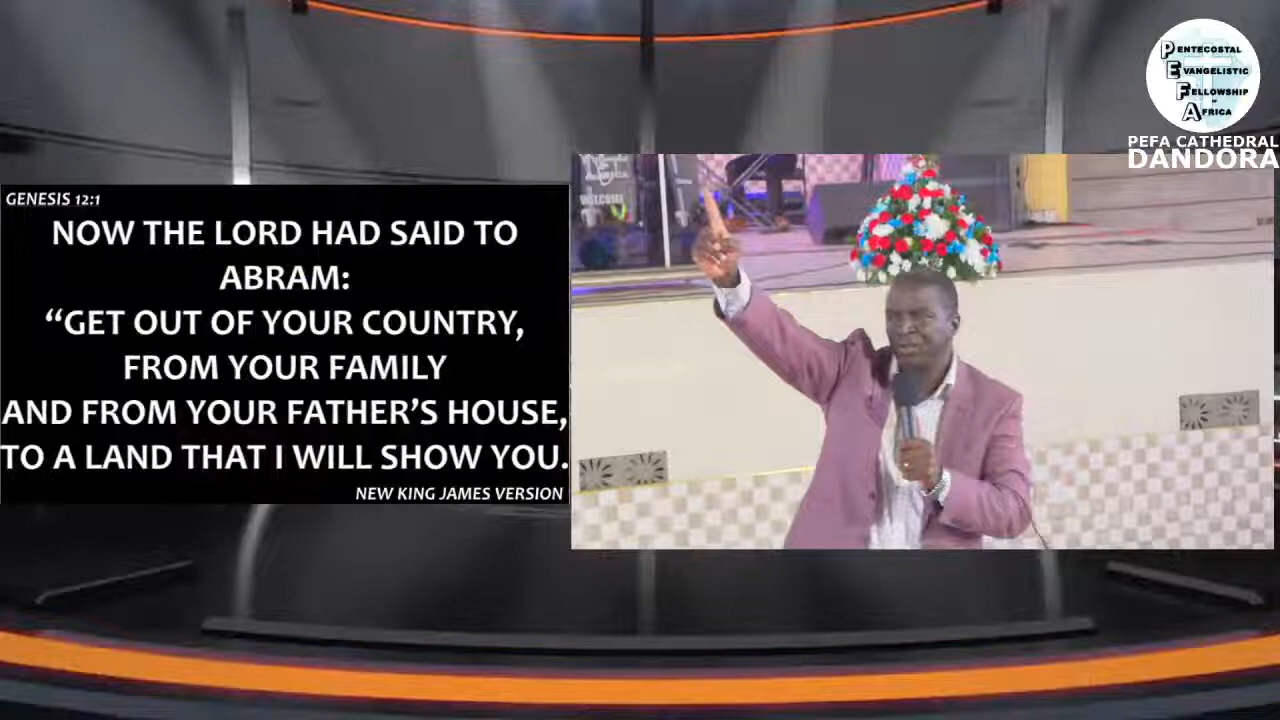 GENESIS 12:1
NOW THE LORD HAD SAID TO
ABRAM:
“GET OUT OF YOUR COUNTRY,
FROM YOUR FAMILY
AND FROM YOUR FATHER’S HOUSE,
TO A LAND THAT I WILL SHOW YOU.
NEW KING JAMES VERSION
PENTECOSTAL
EVANGELISTIC
FELLOWSHIP
OF
AFRICA
PEFA CATHEDRAL
DANDORA
WELCOME